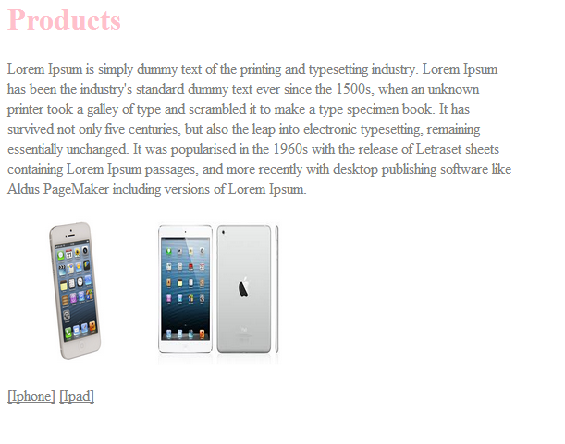 Products
Lorem Ipsum is simply dummy text of the printing and typesetting industry. Lorem Ipsum
has been the industry's standard dummy text ever since the 1500s, when an unknown
printer took a galley of type and scrambled it to make a type specimen book. It has
survived not only five centuries, but also the leap into electronic typesetting, remaining
essentially unchanged. It was popularised in the 1960s with the release of Letraset sheets
containing Lorem Ipsum passages, and more recently with desktop publishing software like
Aldus PageMaker including versions of Lorem Ipsum.
[Iphone] [Ipad]